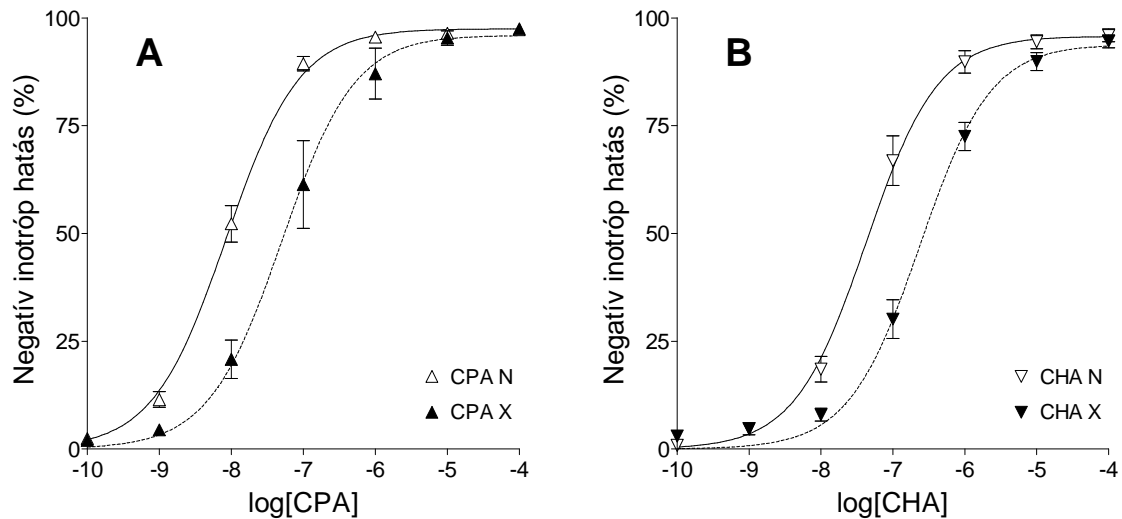 A
Negatív inotróp hatás (%)
100
75
50
25
0
CPA N
CPA X
-10 -9 -8 -7 -6 -5 -4
log[CPA]
B
Negatív inotróp hatás (%)
100
75
50
25
0
CHA N
CHA X
-10 -9 -8 -7 -6 -5 -4
log[CHA]